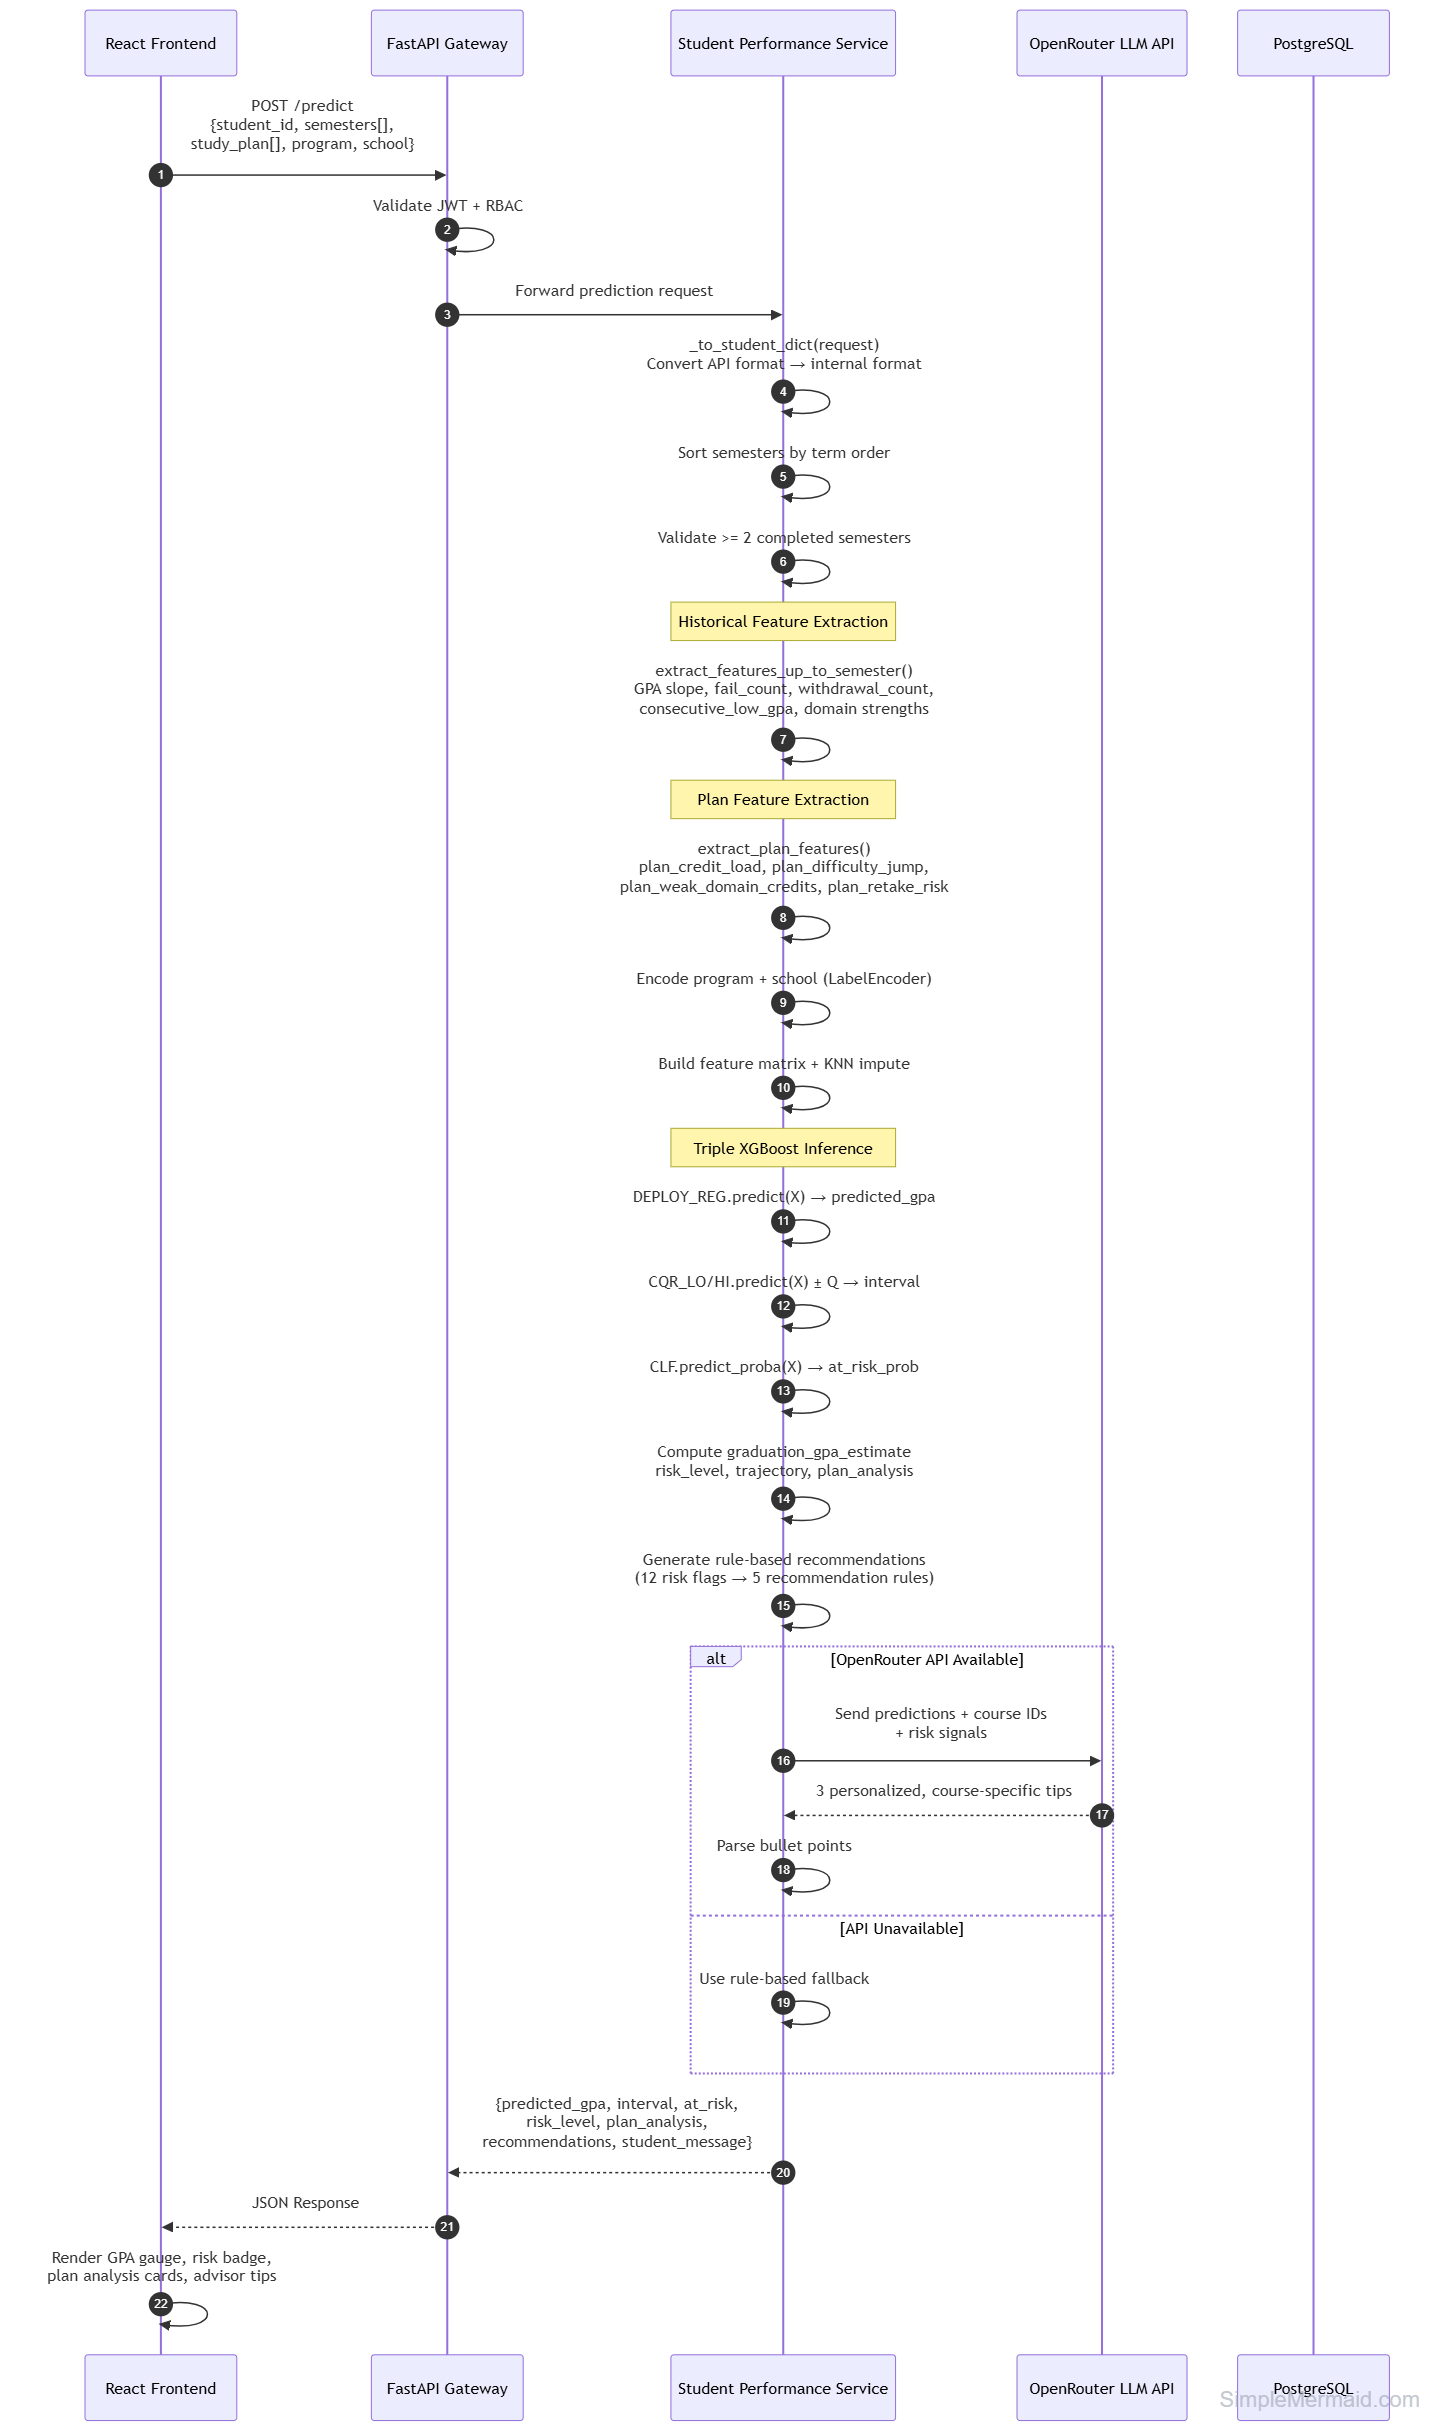 React Frontend
FastAPI Gateway
Student Performance Service
OpenRouter LLM API
PostgreSQL
POST /predict
{student_id, semesters[],
study_plan[], program, school}
1
Validate JWT + RBAC
2
Forward prediction request
3
_to_student_dict(request)
Convert API format → internal format
4
Sort semesters by term order
5
Validate >= 2 completed semesters
6
Historical Feature Extraction
extract_features_up_to_semester()
GPA slope, fail_count, withdrawal_count,
consecutive_low_gpa, domain strengths
7
Plan Feature Extraction
extract_plan_features()
plan_credit_load, plan_difficulty_jump,
plan_weak_domain_credits, plan_retake_risk
8
Encode program + school (LabelEncoder)
9
Build feature matrix + KNN impute
10
Triple XGBoost Inference
DEPLOY_REG.predict(X) → predicted_gpa
11
CQR_LO/HI.predict(X) ± Q → interval
12
CLF.predict_proba(X) → at_risk_prob
13
Compute graduation_gpa_estimate
risk_level, trajectory, plan_analysis
14
Generate rule-based recommendations
(12 risk flags → 5 recommendation rules)
15
alt
[OpenRouter API Available]
Send predictions + course IDs
+ risk signals
16
3 personalized, course-specific tips
17
Parse bullet points
18
[API Unavailable]
Use rule-based fallback
19
{predicted_gpa, interval, at_risk,
risk_level, plan_analysis,
recommendations, student_message}
20
JSON Response
21
Render GPA gauge, risk badge,
plan analysis cards, advisor tips
22
React Frontend
FastAPI Gateway
Student Performance Service
OpenRouter LLM API
PostgreSQL
SimpleMermaid.com